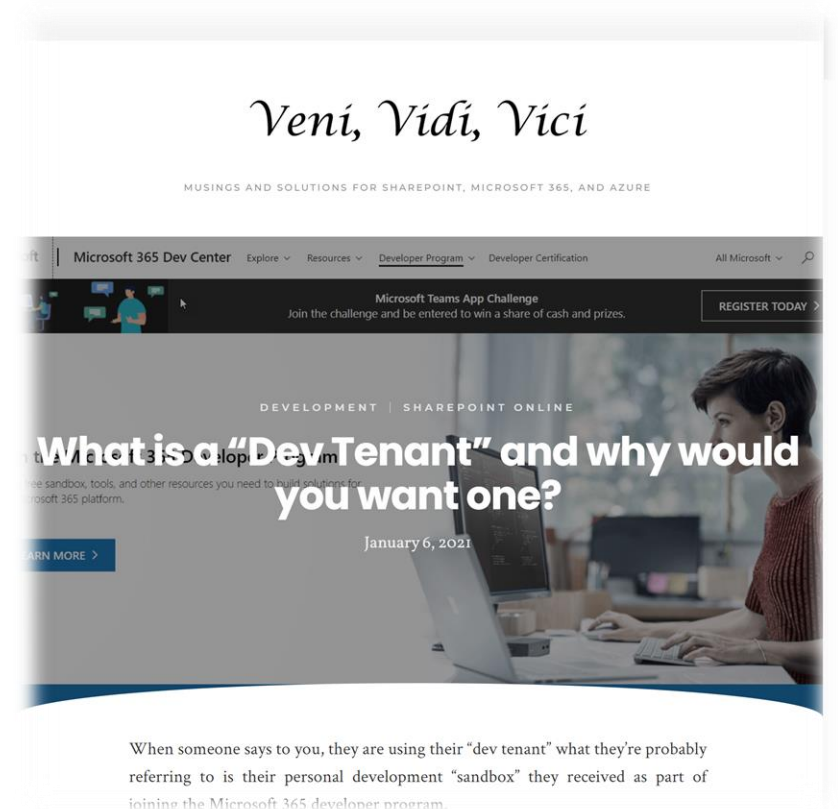 Veni, Vidi, Vici
MUSINGS AND SOLUTIONS FOR SHAREPOINT, MICROSOFT 365, AND AZURE
Microsoft 365 Dev Center Explore Resources Developer Program Developer Certification All Microsoft
Microsoft Teams App Challenge
Join the challenge and be entered to win a share of cash and prizes.
REGISTER TODAY
DEVELOPMENT | SHAREPOINT ONLINE
What is a “Dev Tenant” and why would
you want one?
sandbox, tools, and other resources you need to build solutions for
365 platform.
January 6, 2021
MORE
When someone says to you, they are using their “dev tenant” what they’re probably
referring to is their personal development “sandbox” they received as part of
joining the Microsoft 365 developer program.